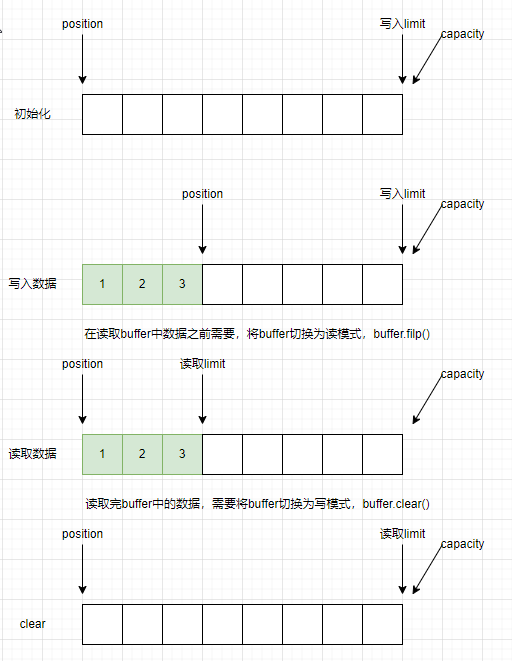 position
写入limit
capacity
初始化
position
写入limit
capacity
写入数据
1 2 3
在读取buffer中数据之前需要，将buffer切换为读模式，buffer.filp()
position
读取limit
capacity
读取数据
1 2 3
读取完buffer中的数据，需要将buffer切换为写模式，buffer.clear()
position
读取limit
capacity
clear